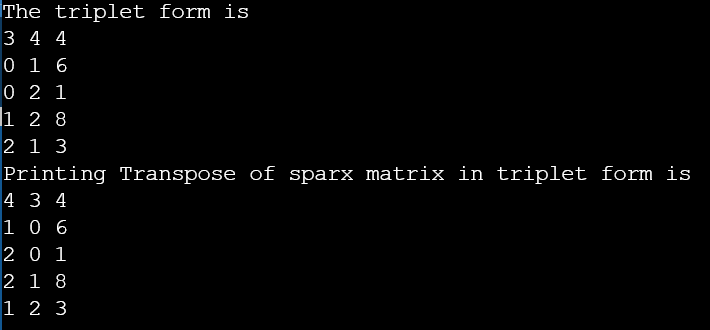 The triplet form is
3 4 4
0 1 6
0 2 1
1 2 8
2 1 3
Printing Transpose of sparx matrix in triplet form is
4 3 4
1 0 6
2 0 1
2 1 8
1 2 3